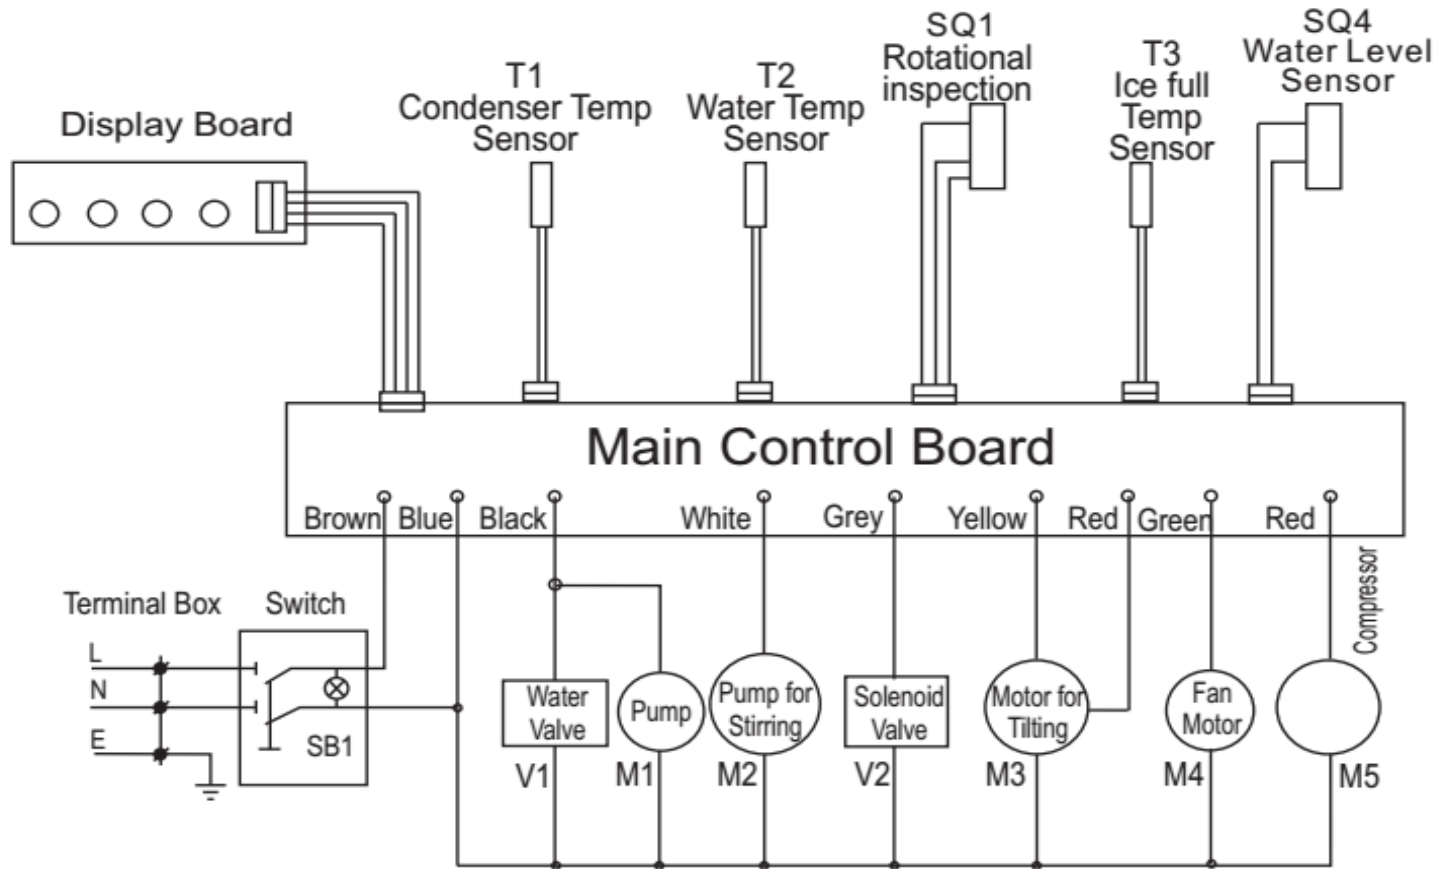 SQ1
Rotational
inspection
SQ4
Water Level
Sensor
T3
Ice full
Temp
Sensor
T1
Condenser Temp
Sensor
T2
Water Temp
Sensor
Display Board
Main Control Board
Brown
Blue
Black
White
Grey
Yellow
Red
Green
Red
Compressor
Terminal Box
Switch
L
N
E
SB1
Water
Valve
V1
Pump
M1
Pump for
Stirring
M2
Solenoid
Valve
V2
Motor for
Tilting
M3
Fan
Motor
M4
M5